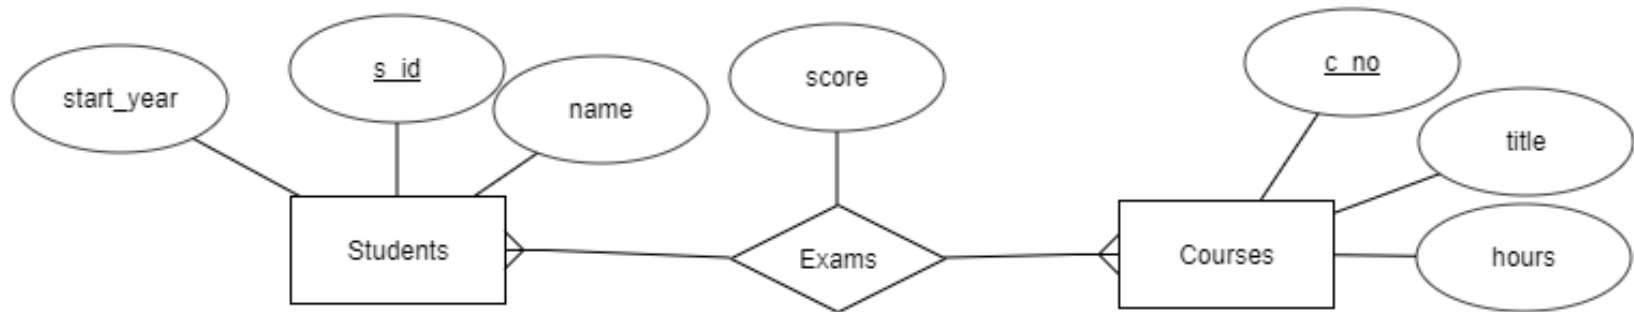 start_year
s_id
name
score
c_no
title
Students
Exams
Courses
hours